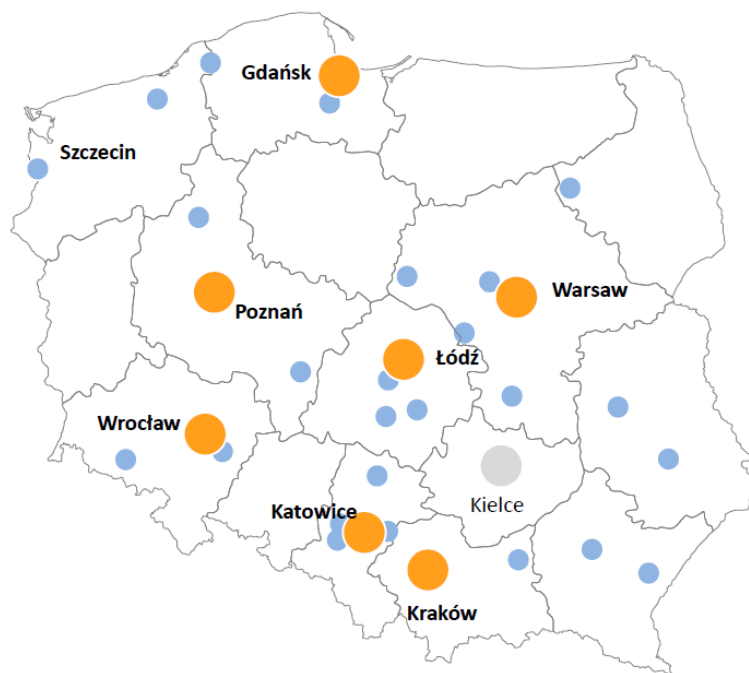 Gdańsk
Szczecin
Warsaw
Poznań
Łódź
Wrocław
Kielce
Katowice
Kraków